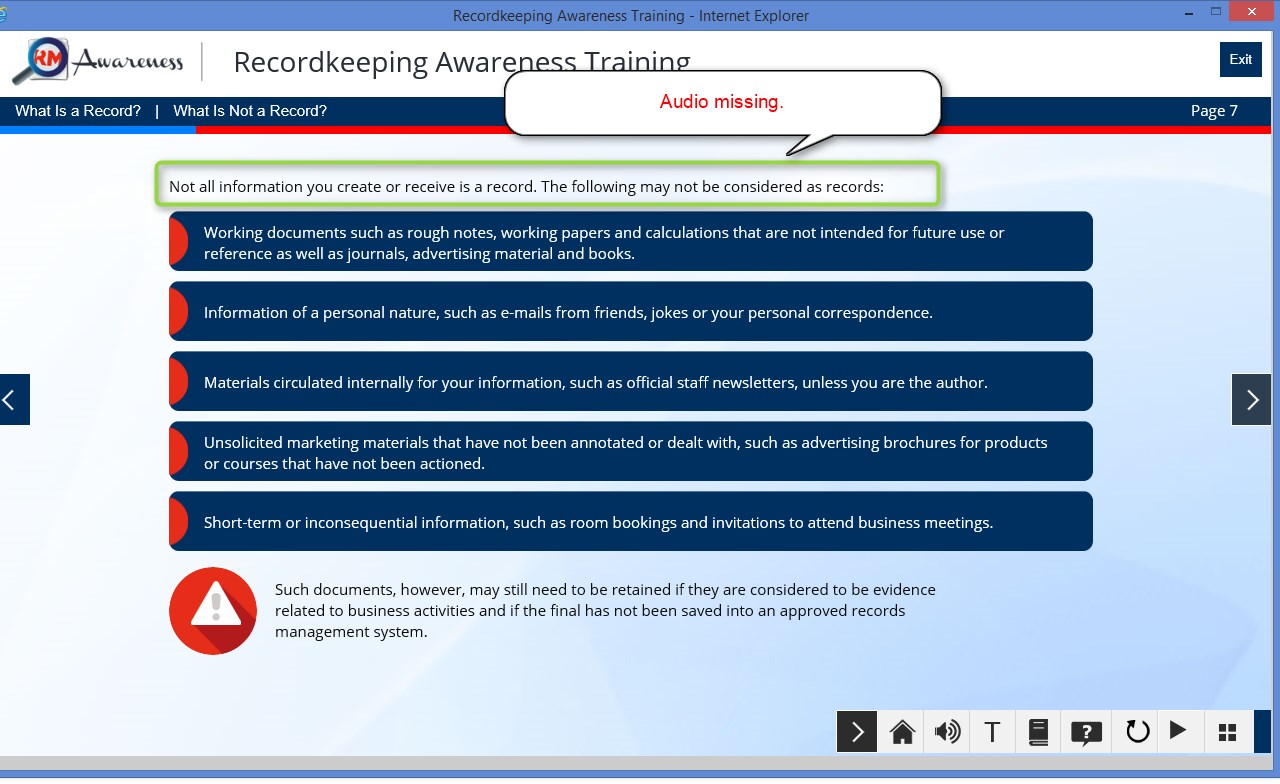 Recordkeeping Awareness Training - Internet Explorer
RM Awareness
Recordkeeping Awareness Training
Exit
Audio missing.
What Is a Record? | What Is Not a Record?
Page 7
Not all information you create or receive is a record. The following may not be considered as records:
Working documents such as rough notes, working papers and calculations that are not intended for future use or
reference as well as journals, advertising material and books.
Information of a personal nature, such as e-mails from friends, jokes or your personal correspondence.
Materials circulated internally for your information, such as official staff newsletters, unless you are the author.
Unsolicited marketing materials that have not been annotated or dealt with, such as advertising brochures for products
or courses that have not been actioned.
Short-term or inconsequential information, such as room bookings and invitations to attend business meetings.
Such documents, however, may still need to be retained if they are considered to be evidence
related to business activities and if the final has not been saved into an approved records
management system.
T